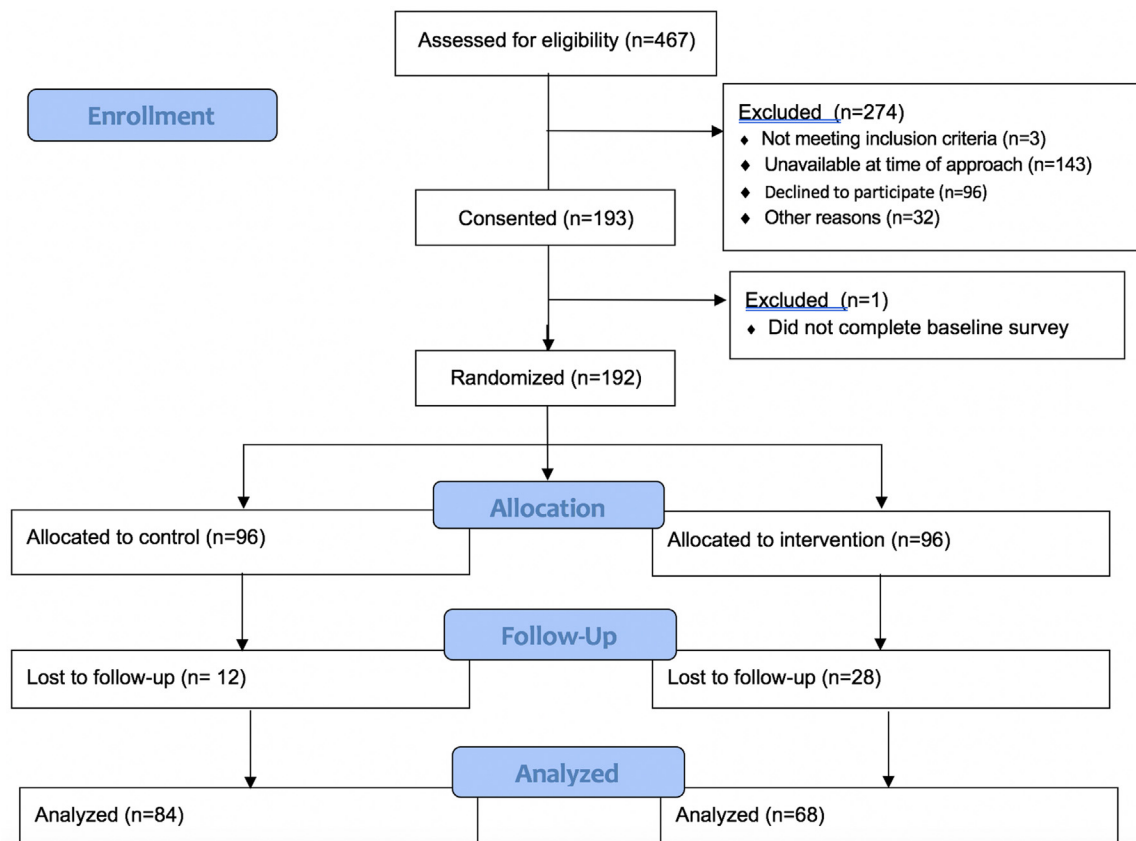 Assessed for eligibility (n=467)
Enrollment
Excluded (n=274)
♦ Not meeting inclusion criteria (n=3)
♦ Unavailable at time of approach (n=143)
♦ Declined to participate (n=96)
♦ Other reasons (n=32)
Consented (n=193)
Excluded (n=1)
♦ Did not complete baseline survey
Randomized (n=192)
Allocation
Allocated to control (n=96)
Allocated to intervention (n=96)
Follow-Up
Lost to follow-up (n= 12)
Lost to follow-up (n=28)
Analyzed
Analyzed (n=84)
Analyzed (n=68)